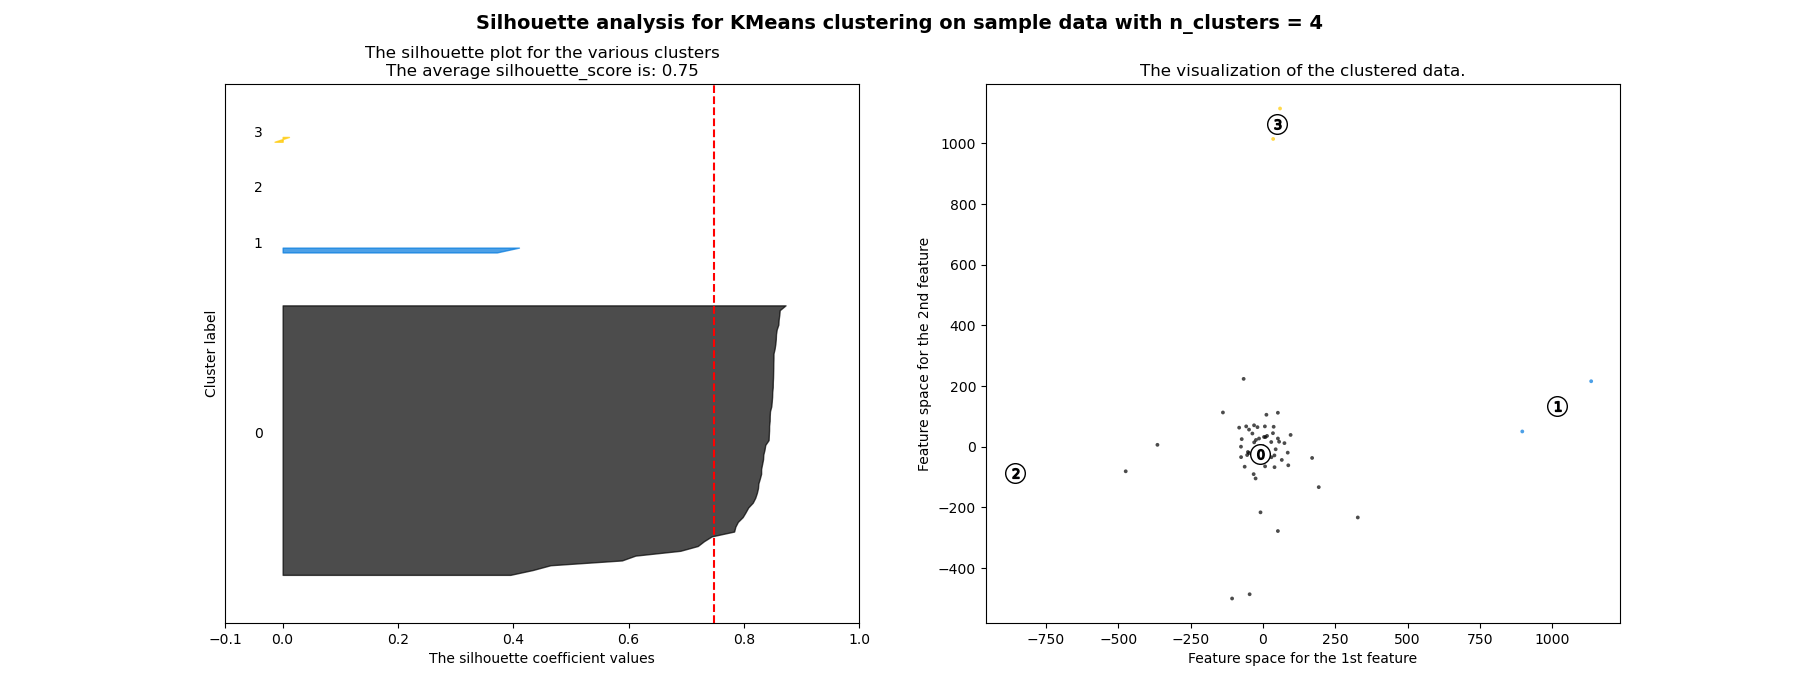 Silhouette analysis for KMeans clustering on sample data with n_clusters = 4
The silhouette plot for the various clusters
The average silhouette_score is: 0.75
3
2
1
0
Cluster label
−0.1 0.0 0.2 0.4 0.6 0.8 1.0
The silhouette coefficient values
The visualization of the clustered data.
1000
800
600
400
200
0
−200
−400
Feature space for the 2nd feature
3
1
0
2
−750 −500 −250 0 250 500 750 1000
Feature space for the 1st feature